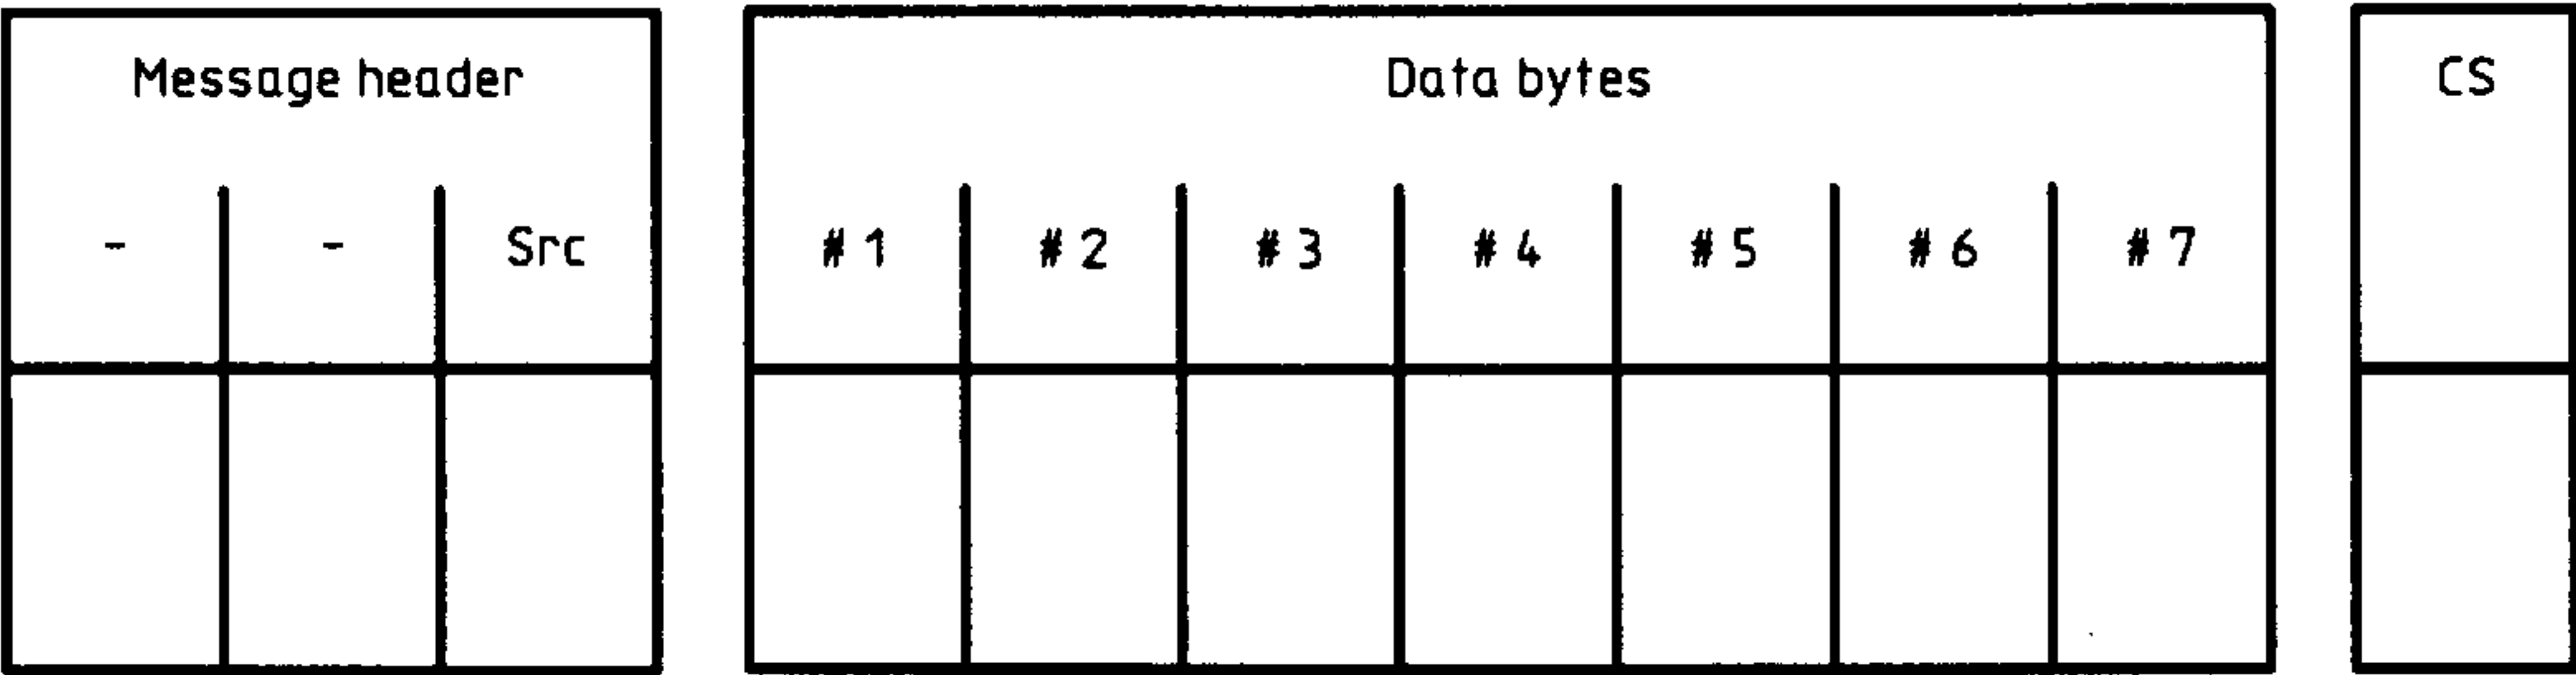 Message header Data bytes CS
- - Src # 1 # 2 # 3 # 4 # 5 # 6 # 7